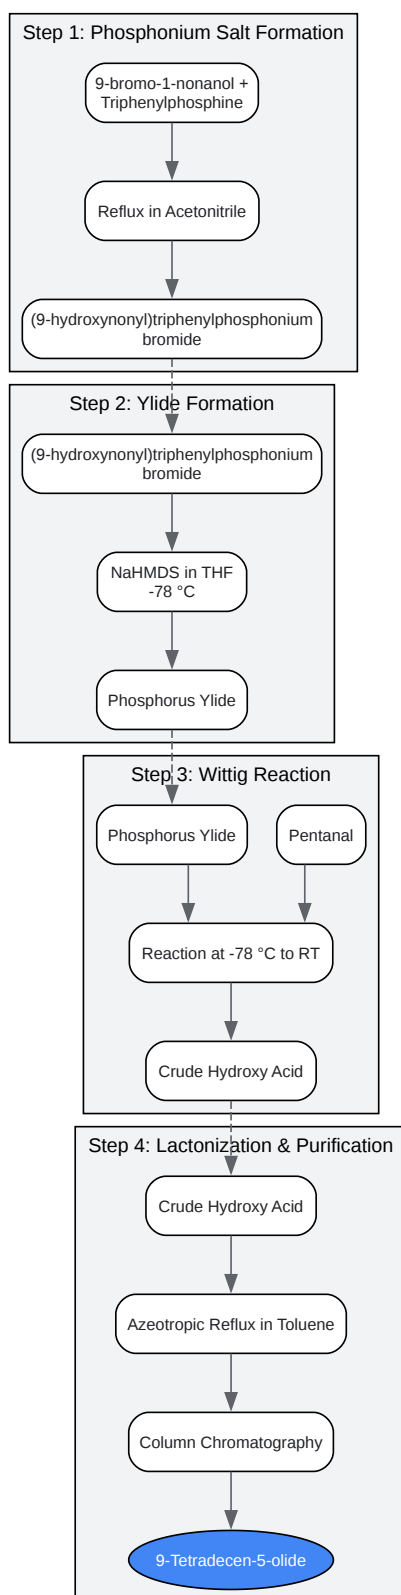 Step 1: Phosphonium Salt Formation
9-bromo-1-nonanol +
Triphenylphosphine
Reflux in Acetonitrile
(9-hydroxynonyl)triphenylphosphonium
bromide
Step 2: Ylide Formation
(9-hydroxynonyl)triphenylphosphonium
bromide
NaHMDS in THF
-78 °C
Phosphorus Ylide
Step 3: Wittig Reaction
Phosphorus Ylide
Pentanal
Reaction at -78 °C to RT
Crude Hydroxy Acid
Step 4: Lactonization & Purification
Crude Hydroxy Acid
Azeotropic Reflux in Toluene
Column Chromatography
9-Tetradecen-5-olide